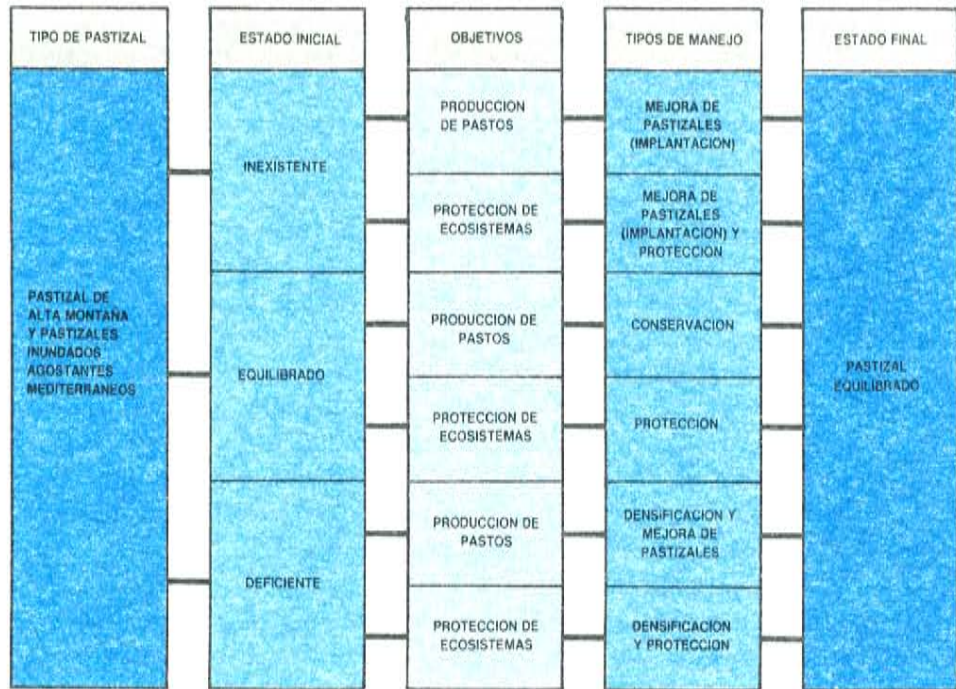 TIPO DE PASTIZAL
ESTADO INICIAL
OBJETIVOS
TIPOS DE MANEJO
ESTADO FINAL
PASTIZAL DE
ALTA MONTAÑA
Y PASTIZALES
INUNDADOS
AGOSTANTES
MEDITERRANEOS
INEXISTENTE
PRODUCCION
DE PASTOS
MEJORA DE
PASTIZALES
(IMPLANTACION)
PROTECCION DE
ECOSISTEMAS
MEJORA DE
PASTIZALES
(IMPLANTACION) Y
PROTECCION
EQUILIBRADO
PRODUCCION DE
PASTOS
CONSERVACION
PROTECCION DE
ECOSISTEMAS
PROTECCION
DEFICIENTE
PRODUCCION DE
PASTOS
DENSIFICACION Y
MEJORA DE
PASTIZALES
PROTECCION DE
ECOSISTEMAS
DENSIFICACION
Y PROTECCION
PASTIZAL
EQUILIBRADO